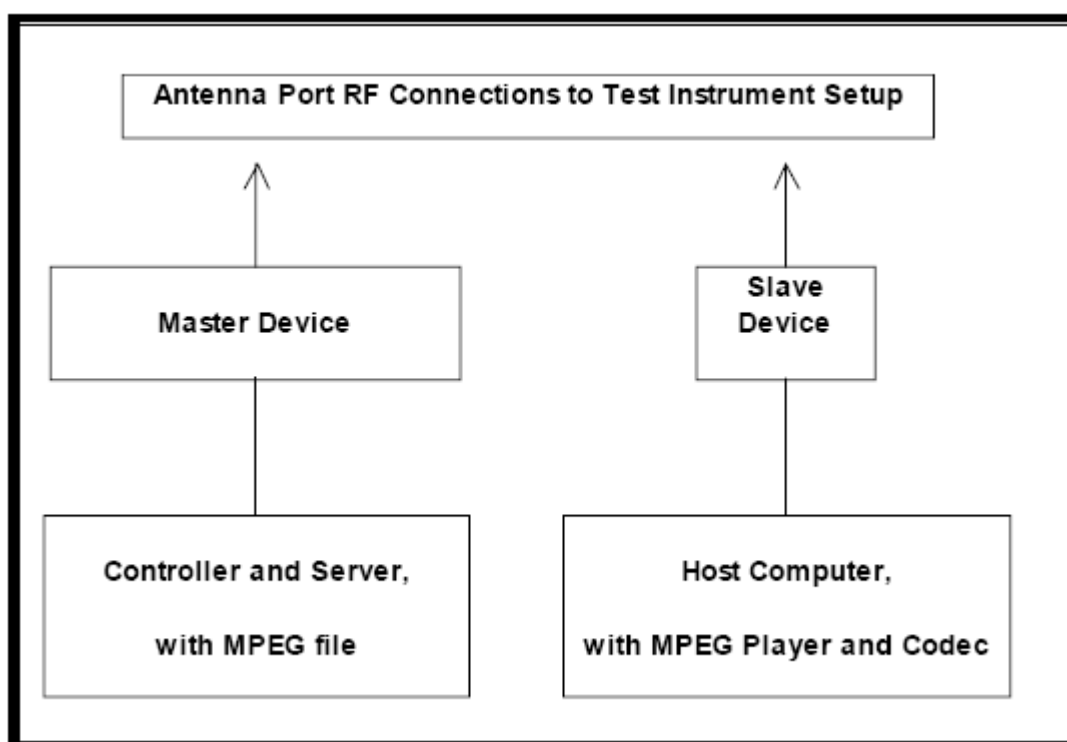 Antenna Port RF Connections to Test Instrument Setup
Master Device
Slave
Device
Controller and Server,
with MPEG file
Host Computer,
with MPEG Player and Codec